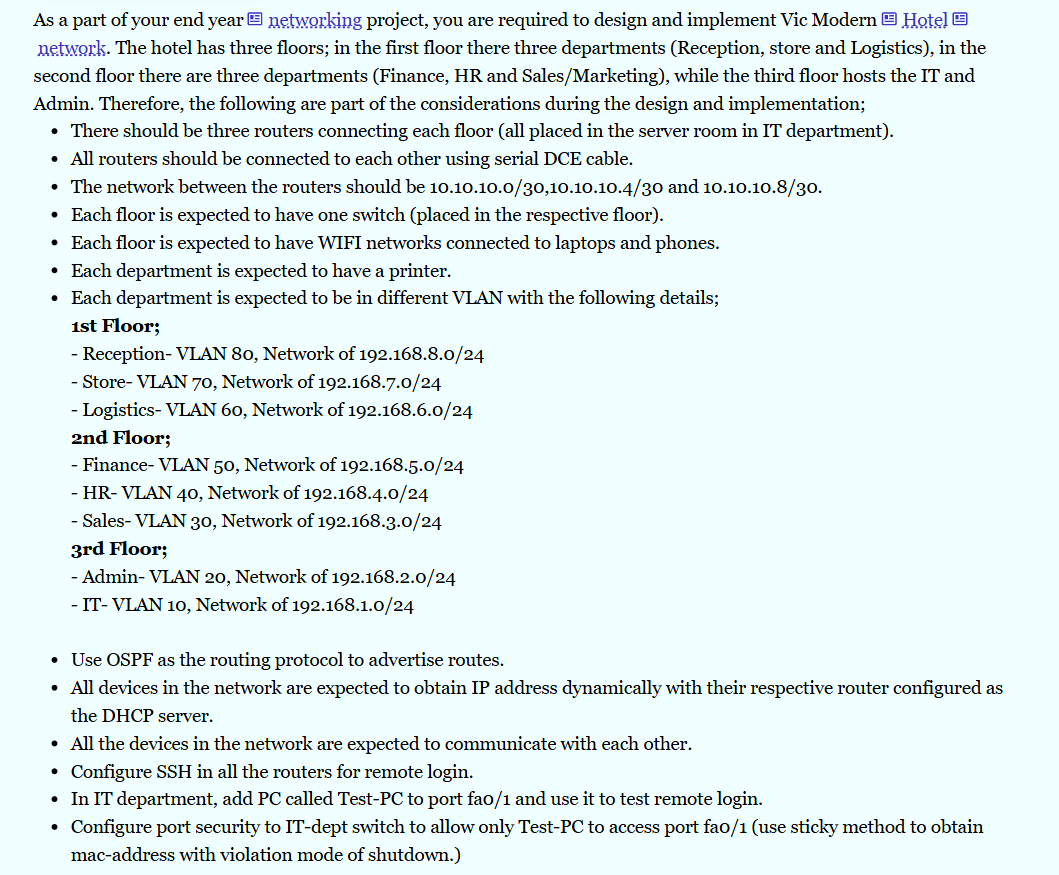 As a part of your end year networking project, you are required to design and implement Vic Modern Hotel
network. The hotel has three floors; in the first floor there three departments (Reception, store and Logistics), in the
second floor there are three departments (Finance, HR and Sales/Marketing), while the third floor hosts the IT and
Admin. Therefore, the following are part of the considerations during the design and implementation;
• There should be three routers connecting each floor (all placed in the server room in IT department).
• All routers should be connected to each other using serial DCE cable.
• The network between the routers should be 10.10.10.0/30,10.10.10.4/30 and 10.10.10.8/30.
• Each floor is expected to have one switch (placed in the respective floor).
• Each floor is expected to have WIFI networks connected to laptops and phones.
• Each department is expected to have a printer.
• Each department is expected to be in different VLAN with the following details;
1st Floor;
- Reception- VLAN 80, Network of 192.168.8.0/24
- Store- VLAN 70, Network of 192.168.7.0/24
- Logistics- VLAN 60, Network of 192.168.6.0/24
2nd Floor;
- Finance- VLAN 50, Network of 192.168.5.0/24
- HR- VLAN 40, Network of 192.168.4.0/24
- Sales- VLAN 30, Network of 192.168.3.0/24
3rd Floor;
- Admin- VLAN 20, Network of 192.168.2.0/24
- IT- VLAN 10, Network of 192.168.1.0/24
• Use OSPF as the routing protocol to advertise routes.
• All devices in the network are expected to obtain IP address dynamically with their respective router configured as
the DHCP server.
• All the devices in the network are expected to communicate with each other.
• Configure SSH in all the routers for remote login.
• In IT department, add PC called Test-PC to port fa0/1 and use it to test remote login.
• Configure port security to IT-dept switch to allow only Test-PC to access port fa0/1 (use sticky method to obtain
mac-address with violation mode of shutdown.)